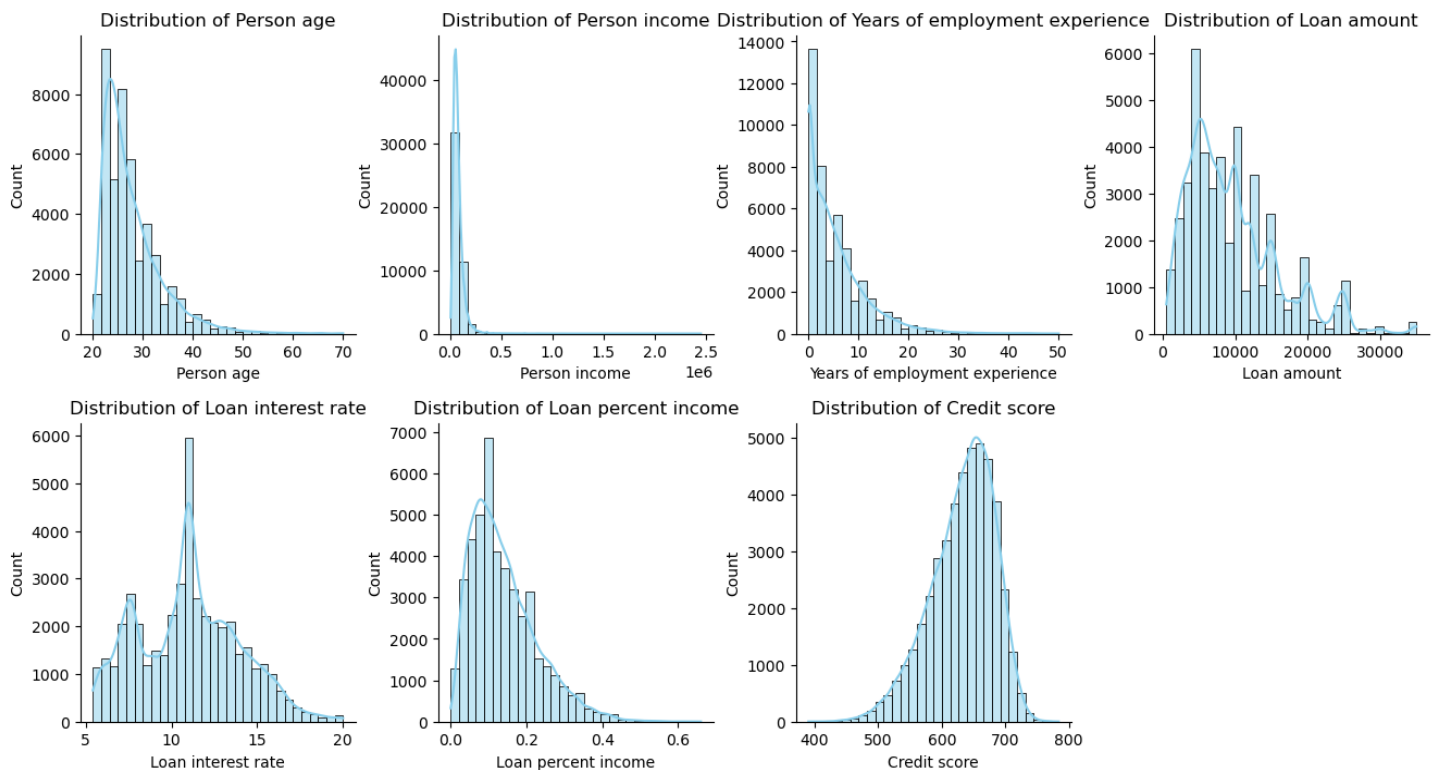 Distribution of Person age
8000
6000
4000
2000
0
Count
20 30 40 50 60 70
Person age
Distribution of Person income
40000
30000
20000
10000
0
Count
0.0 0.5 1.0 1.5 2.0 2.5
Person income
1e6
Distribution of Years of employment experience
14000
12000
10000
8000
6000
4000
2000
0
Count
0 10 20 30 40 50
Years of employment experience
Distribution of Loan amount
6000
5000
4000
3000
2000
1000
0
Count
0 10000 20000 30000
Loan amount
Distribution of Loan interest rate
6000
5000
4000
3000
2000
1000
0
Count
5 10 15 20
Loan interest rate
Distribution of Loan percent income
7000
6000
5000
4000
3000
2000
1000
0
Count
0.0 0.2 0.4 0.6
Loan percent income
Distribution of Credit score
5000
4000
3000
2000
1000
0
Count
400 500 600 700 800
Credit score